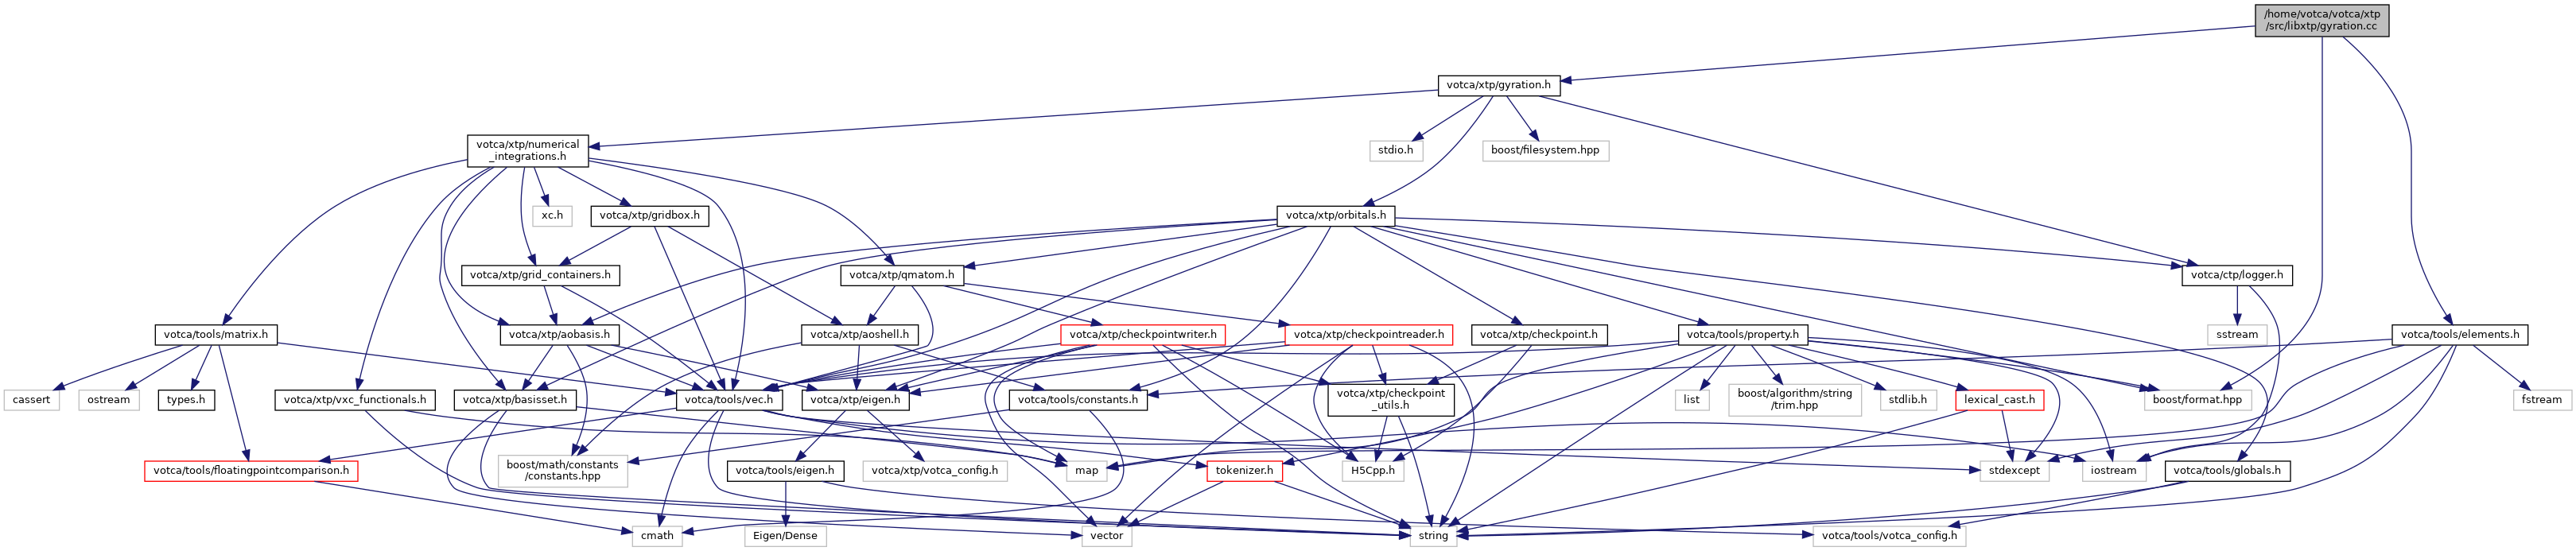 /home/votca/votca/xtp
/src/libxtp/gyration.cc
votca/xtp/gyration.h
votca/xtp/numerical
_integrations.h
stdio.h
boost/filesystem.hpp
xc.h
votca/xtp/gridbox.h
votca/xtp/orbitals.h
votca/xtp/grid_containers.h
votca/xtp/qmatom.h
votca/ctp/logger.h
votca/tools/matrix.h
votca/xtp/aobasis.h
votca/xtp/aoshell.h
votca/xtp/checkpointwriter.h
votca/xtp/checkpointreader.h
votca/xtp/checkpoint.h
votca/tools/property.h
sstream
votca/tools/elements.h
cassert
ostream
types.h
votca/xtp/vxc_functionals.h
votca/xtp/basisset.h
votca/tools/vec.h
votca/xtp/eigen.h
votca/tools/constants.h
votca/xtp/checkpoint
_utils.h
list
boost/algorithm/string
/trim.hpp
stdlib.h
lexical_cast.h
boost/format.hpp
fstream
votca/tools/floatingpointcomparison.h
boost/math/constants
/constants.hpp
votca/tools/eigen.h
votca/xtp/votca_config.h
map
tokenizer.h
H5Cpp.h
stdexcept
iostream
votca/tools/globals.h
cmath
Eigen/Dense
vector
string
votca/tools/votca_config.h